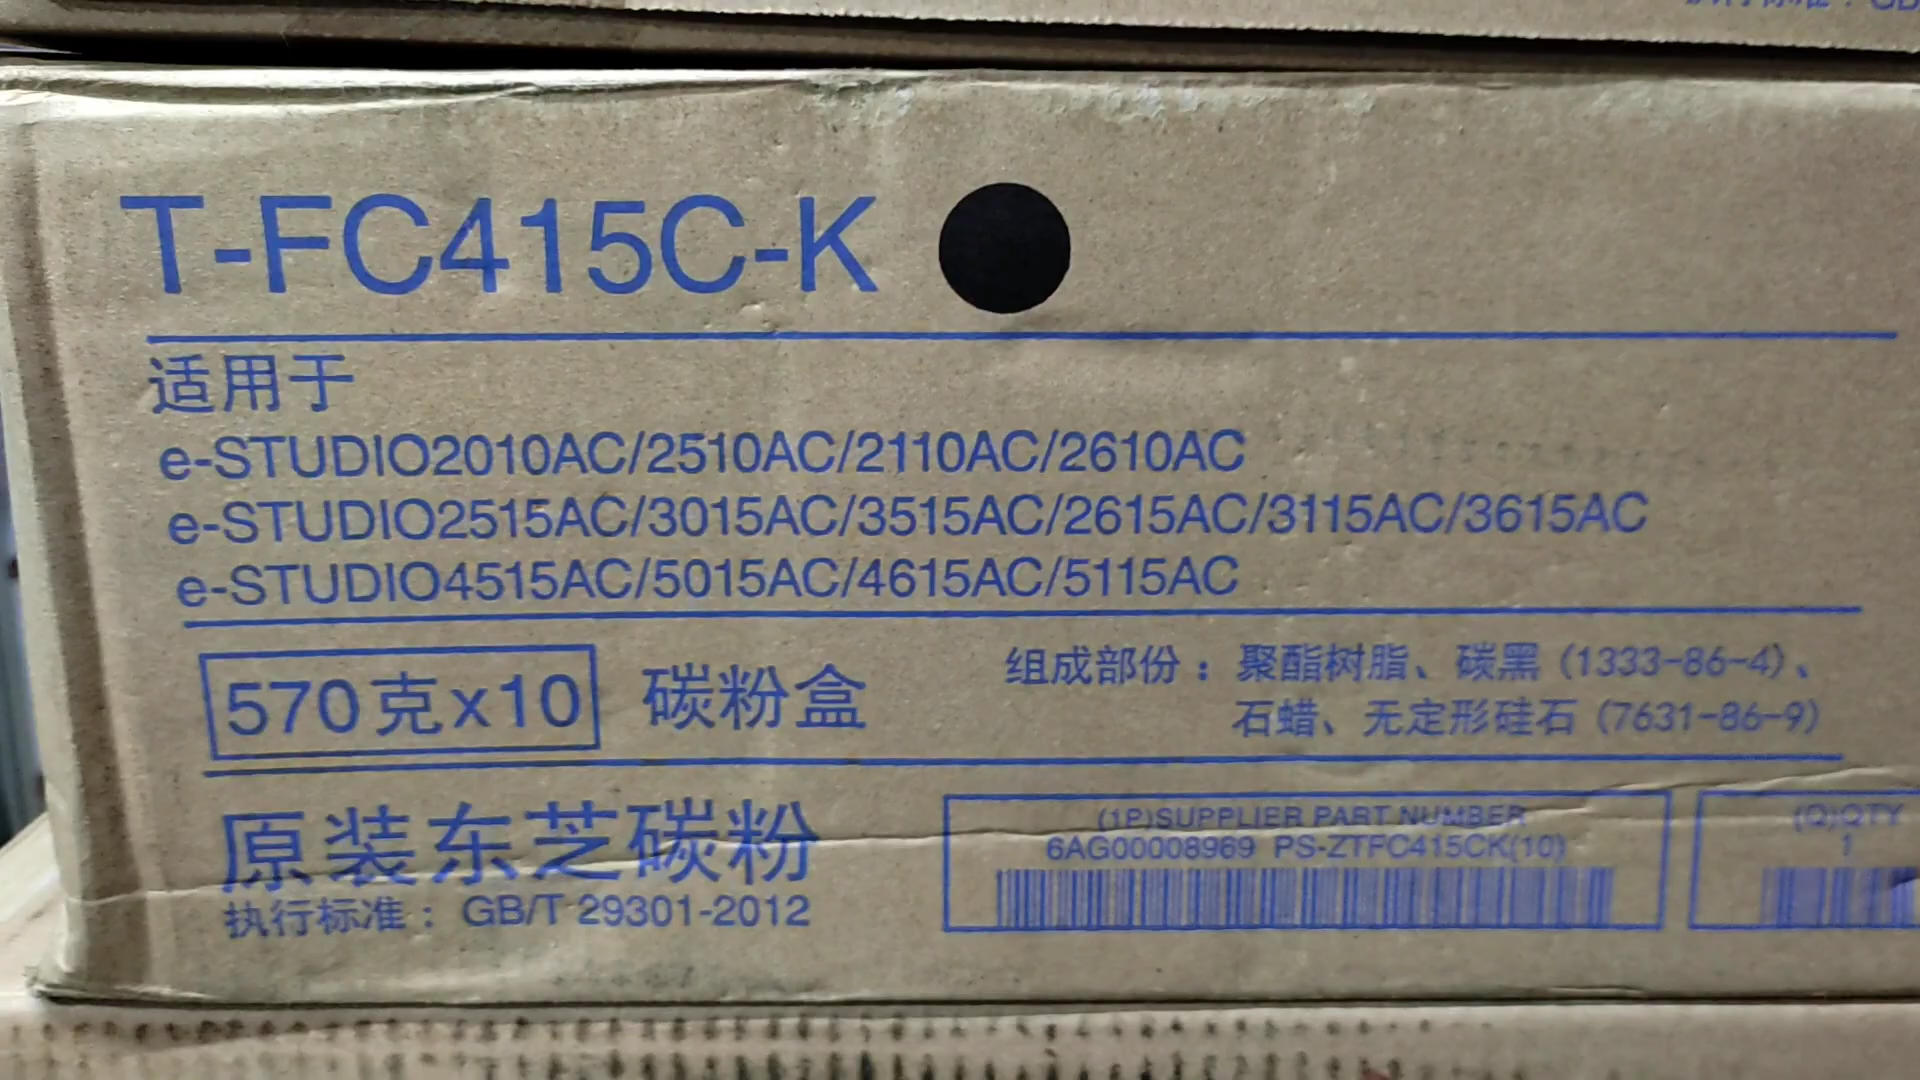 T-FC415C-K
适用于
e-STUDIO2010AC/2510AC/2110AC/2610AC
e-STUDIO2515AC/3015AC/3515AC/2615AC/3115AC/3615AC
e-STUDIO4515AC/5015AC/4615AC/5115AC
570克x10 碳粉盒
组成部份：聚酯树脂、碳黑 (1333-86-4)、
石蜡、无定形硅石 (7631-86-9)
原装东芝碳粉
执行标准：GB/T 29301-2012
(1P)SUPPLIER PART NUMBER
6AG00008969 PS-ZTFC415CK(10)
(Q)QTY
1